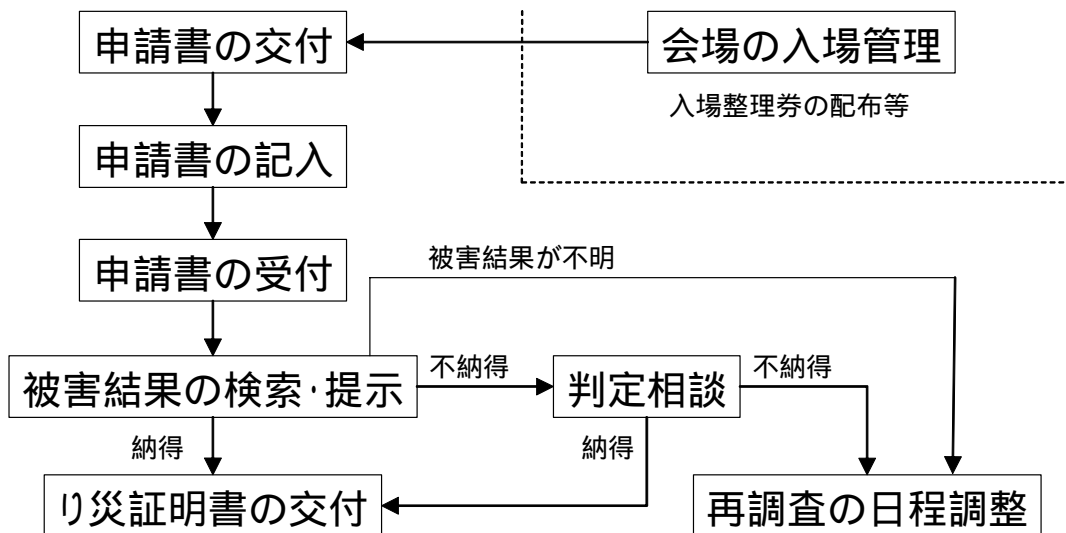 申請書の交付
会場の入場管理
入場整理券の配布等
申請書の記入
申請書の受付
被害結果が不明
被害結果の検索·提示
不納得
判定相談
不納得
納得
納得
り災証明書の交付
再調査の日程調整